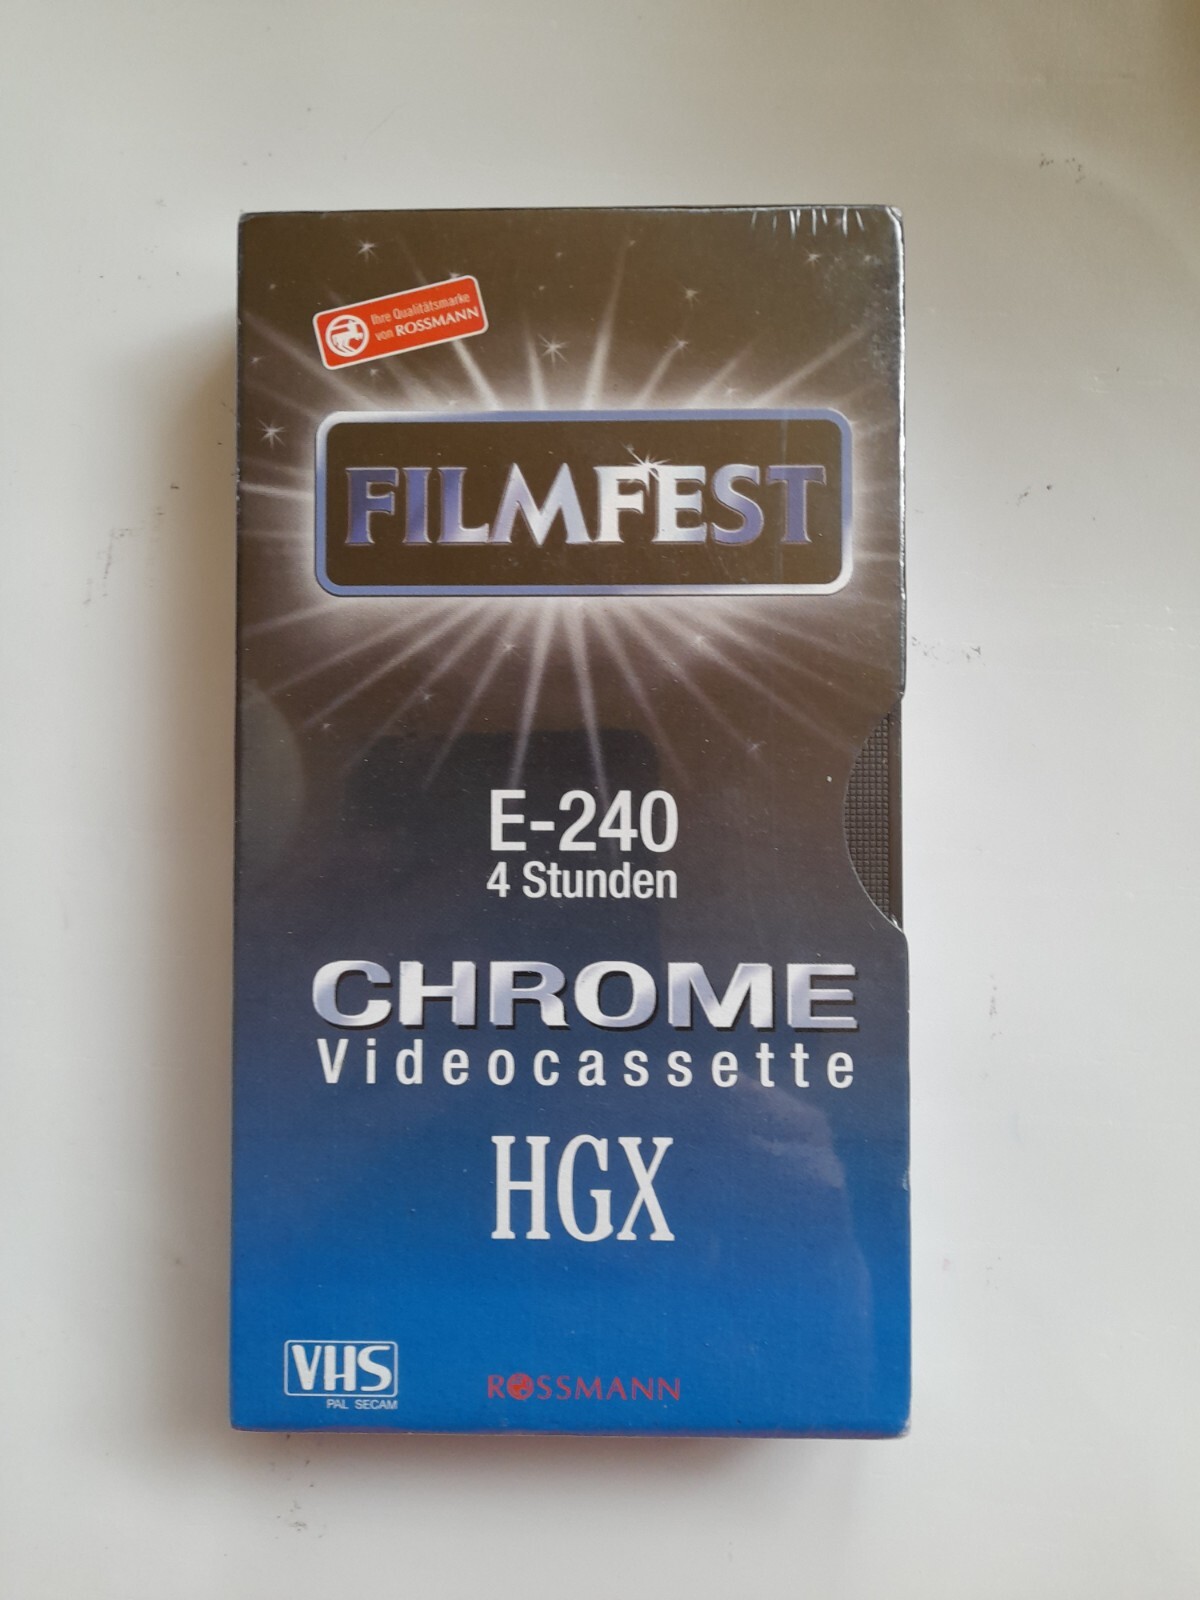 Ihre Qualitätsmarke
von ROSSMANN
FILMFEST
E-240
4 Stunden
CHROME
Videocassette
HGX
VHS
PAL SECAM
ROSSMANN